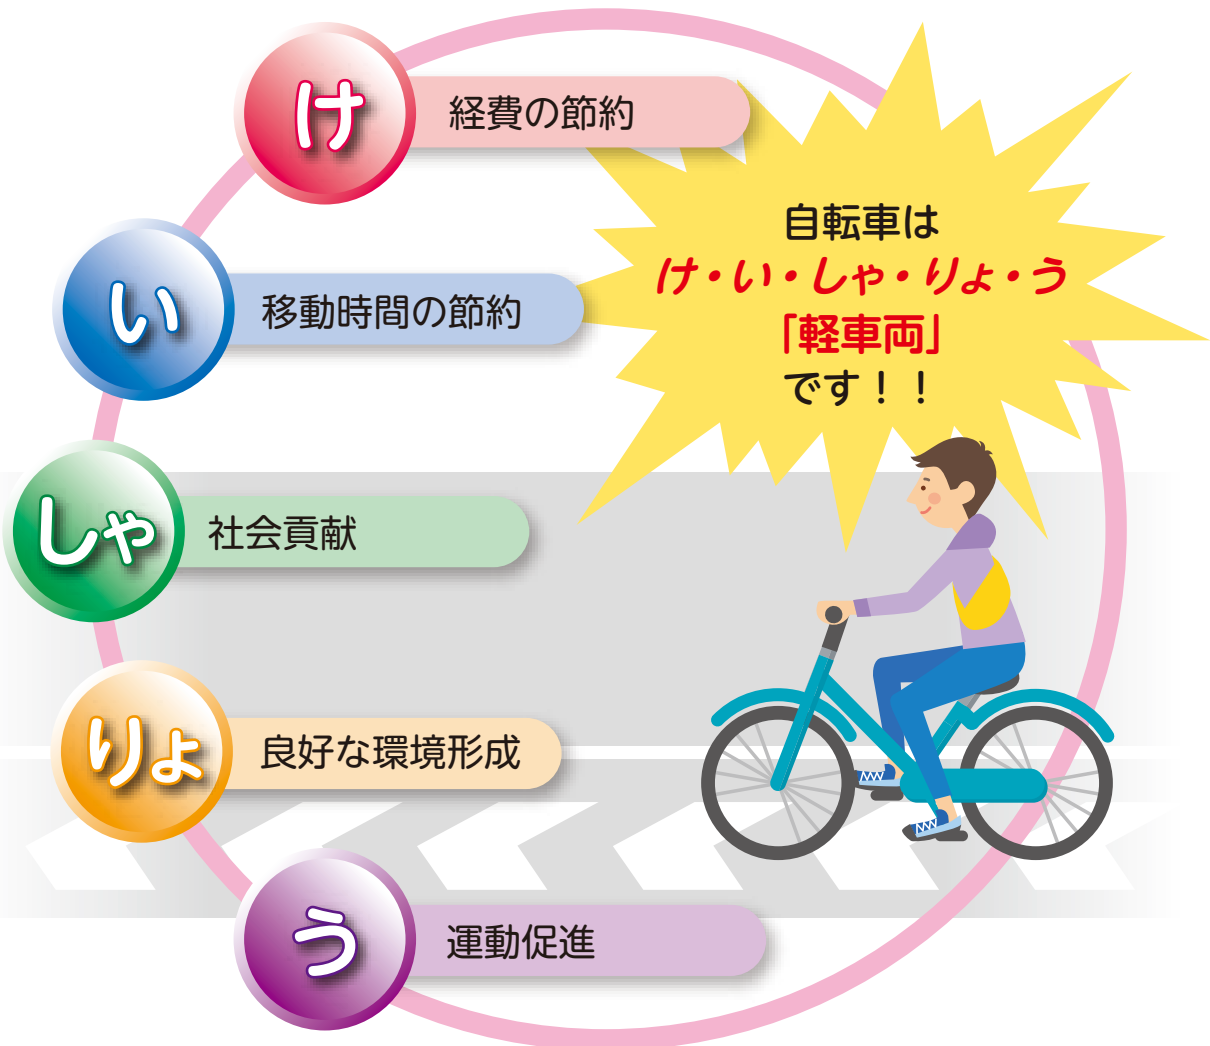 け 経費の節約
い 移動時間の節約
しゃ 社会貢献
りょ 良好な環境形成
う 運動促進
自転車は
け・い・しゃ・りょ・う
「軽車両」
です！！